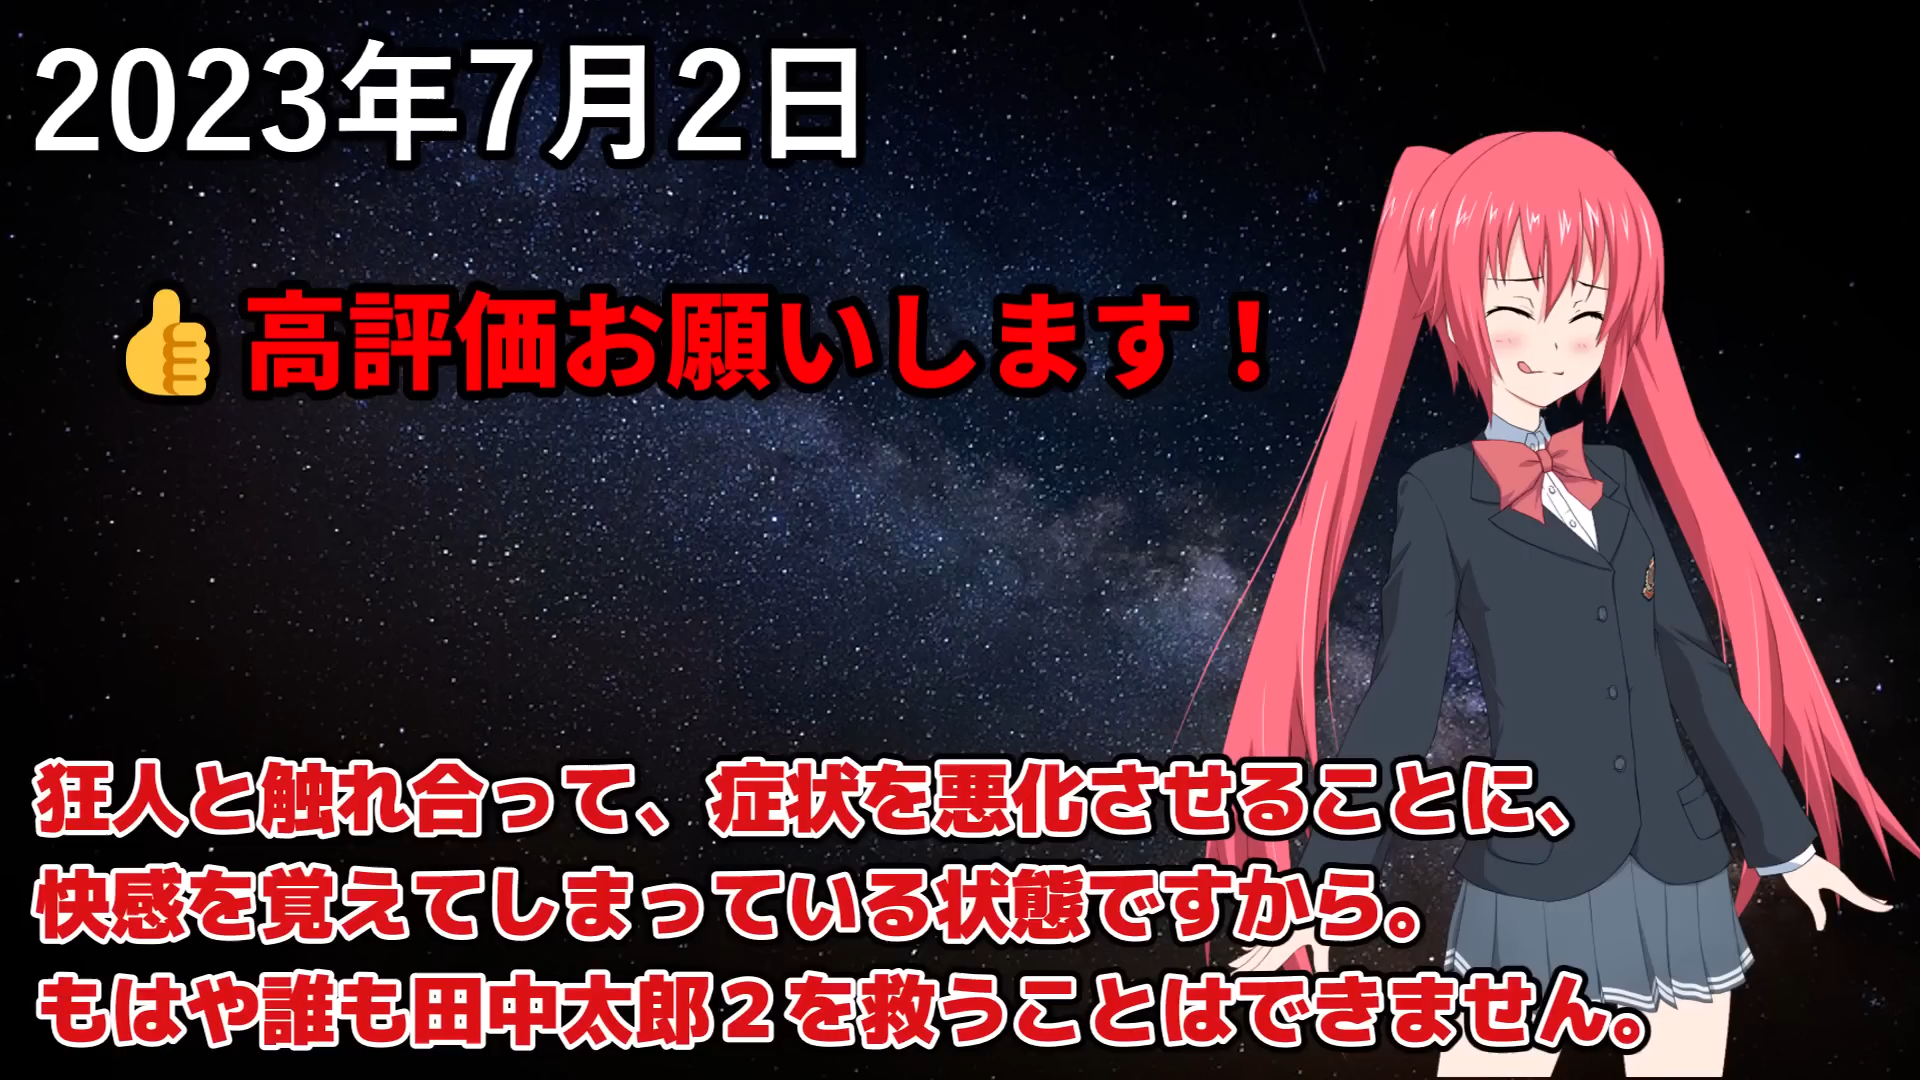 2023年7月2日
👍高評価お願いします！
狂人と触れ合って、症状を悪化させることに、
快感を覚えてしまっている状態ですから。
もはや誰も田中太郎２を救うことはできません。